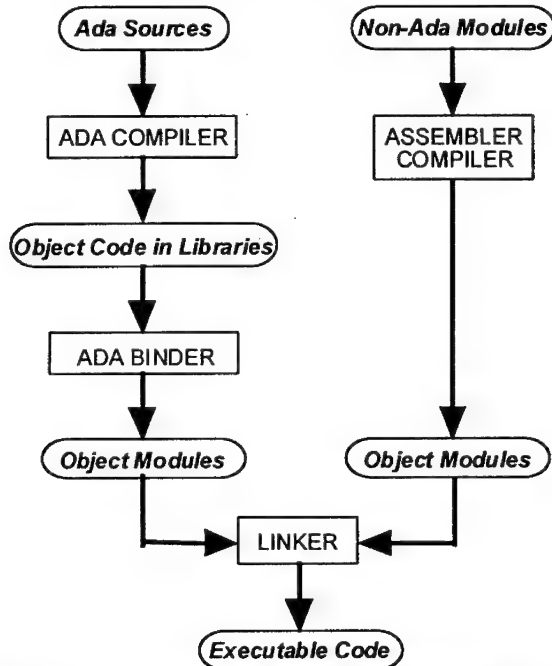 Ada Sources
Non-Ada Modules
ADA COMPILER
ASSEMBLER
COMPILER
Object Code in Libraries
ADA BINDER
Object Modules
Object Modules
LINKER
Executable Code